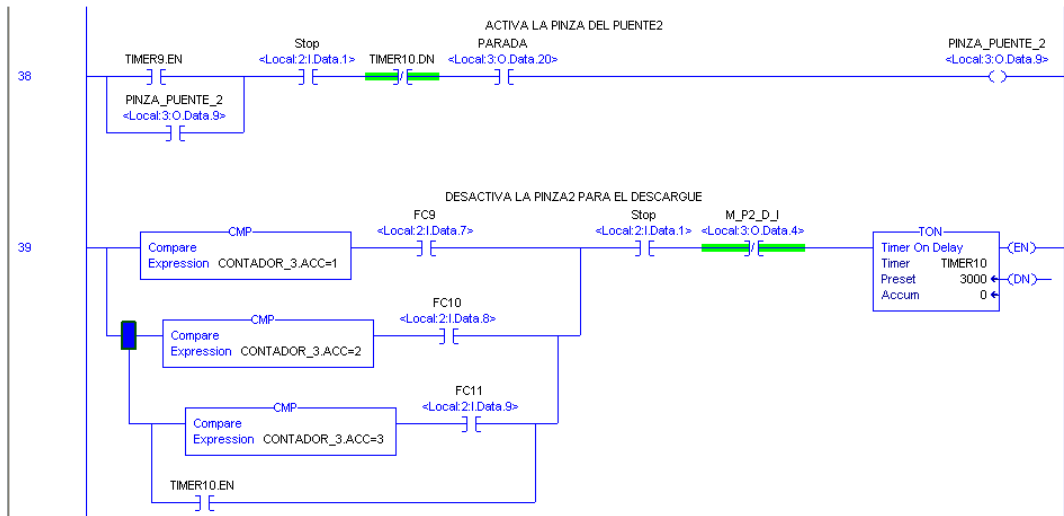 ACTIVA LA PINZA DEL PUENTE2
Stop PARADA PINZA_PUENTE_2
TIMER9.EN <Local:2:I.Data.1> TIMER10.DN <Local:3:O.Data.20> <Local:3:O.Data.9>
38
PINZA_PUENTE_2
<Local:3:O.Data.9>
DESACTIVA LA PINZA2 PARA EL DESCARGUE
FC9 Stop M_P2_D_I
<Local:2:I.Data.7> <Local:2:I.Data.1> <Local:3:O.Data.4>
39
CMP
Compare
Expression CONTADOR_3.ACC=1
TON
Timer On Delay (EN)
Timer TIMER10
Preset 3000 (DN)
Accum 0
FC10
<Local:2:I.Data.8>
CMP
Compare
Expression CONTADOR_3.ACC=2
FC11
<Local:2:I.Data.9>
CMP
Compare
Expression CONTADOR_3.ACC=3
TIMER10.EN